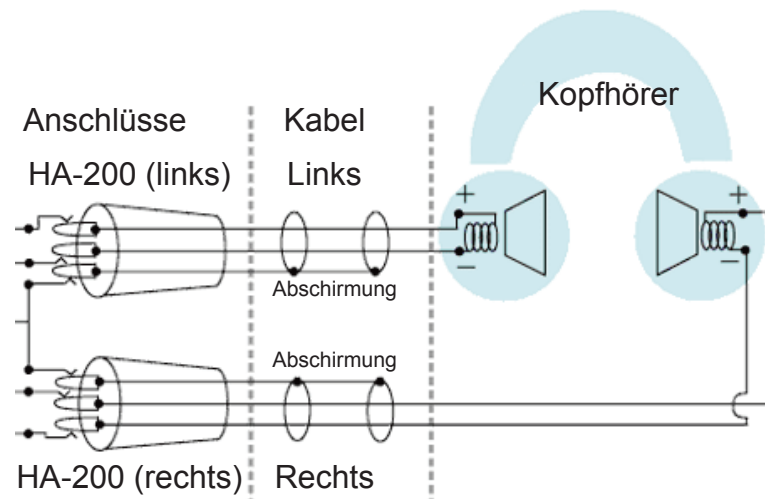 Kopfhörer
Anschlüsse
Kabel
HA-200 (links)
Links
+
+
−
−
Abschirmung
Abschirmung
HA-200 (rechts)
Rechts